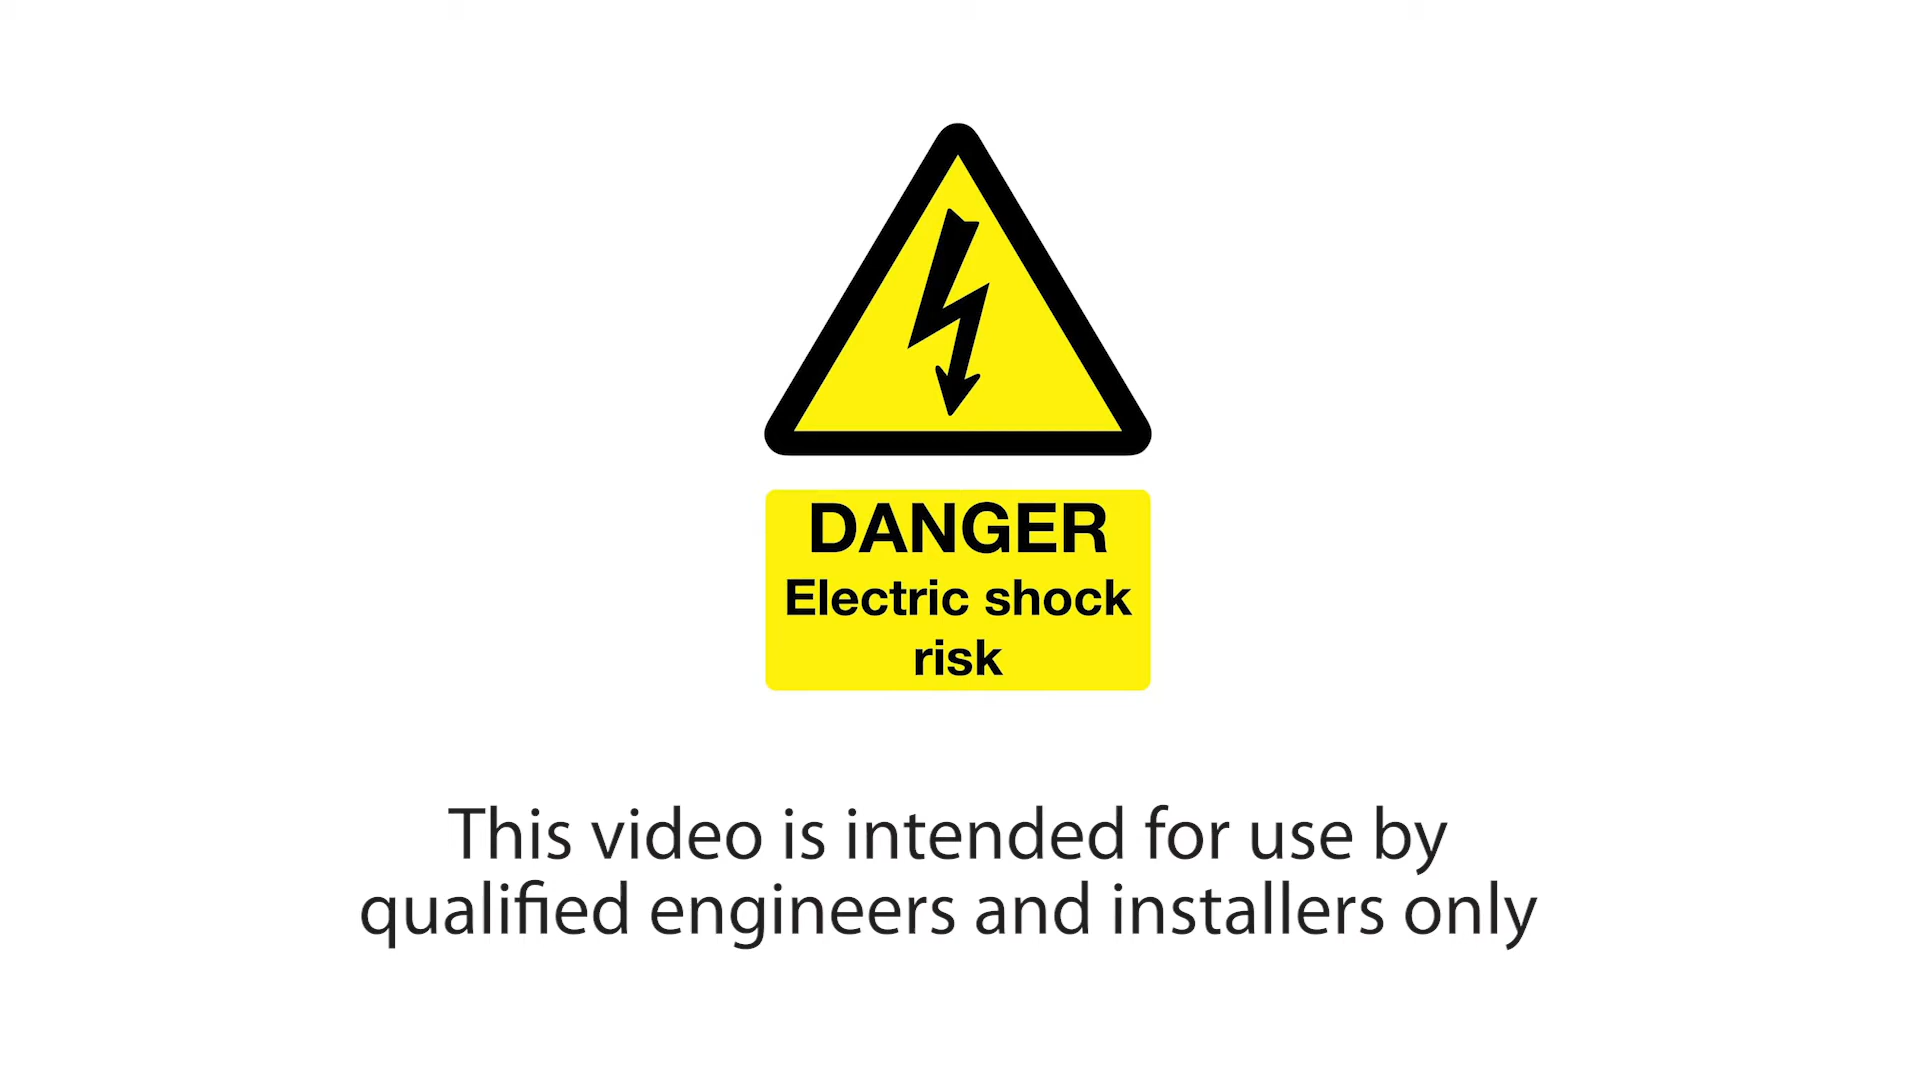 DANGER
Electric shock
risk
This video is intended for use by
qualified engineers and installers only